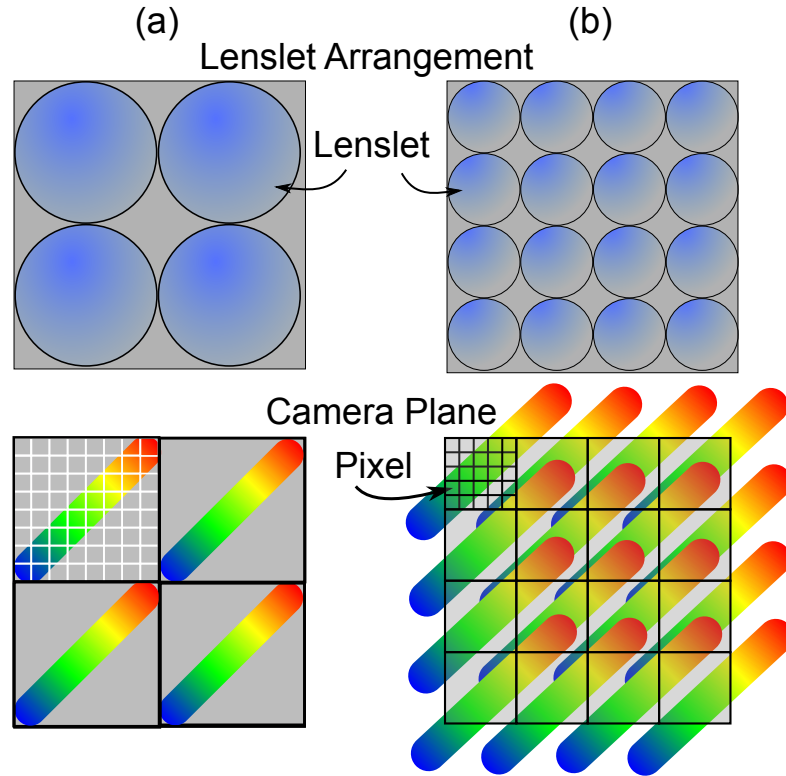 (a)
(b)
Lenslet Arrangement
Lenslet
Camera Plane
Pixel